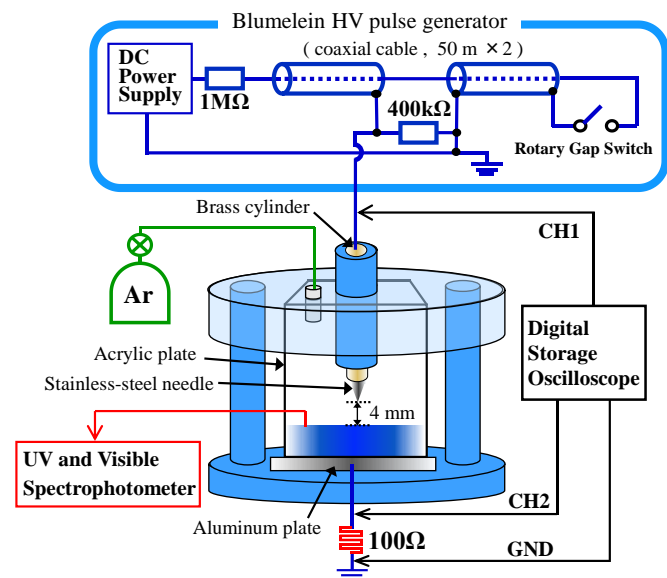 Blumelein HV pulse generator
( coaxial cable , 50 m ×2 )
DC
Power
Supply
1MΩ
400kΩ
Rotary Gap Switch
Brass cylinder
CH1
Ar
Digital
Storage
Oscilloscope
Acrylic plate
Stainless-steel needle
4 mm
UV and Visible
Spectrophotometer
Aluminum plate
CH2
100Ω
GND